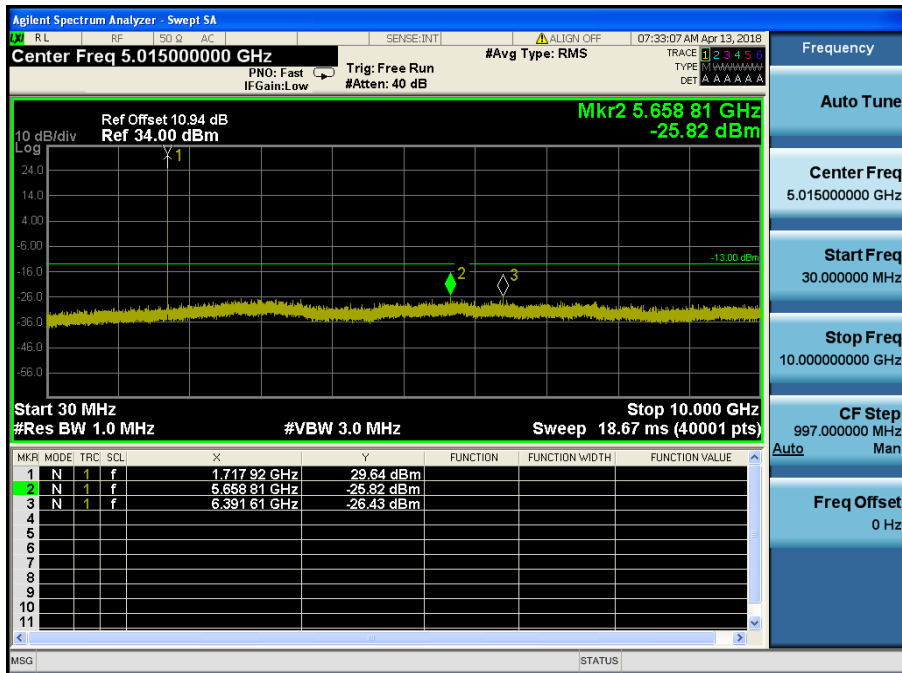 Agilent Spectrum Analyzer - Swept SA
LXI RL RF 50 Ω AC SENSE:INT ALIGN OFF 07:33:07 AM Apr 13, 2018
Center Freq 5.015000000 GHz #Avg Type: RMS TRACE 1 2 3 4 5 6
PNO: Fast Trig: Free Run TYPE M WWWWW
IFGain:Low #Atten: 40 dB DET A A A A A A
Mkr2 5.658 81 GHz
-25.82 dBm
Ref Offset 10.94 dB
10 dB/div Ref 34.00 dBm
Log
1
24.0
14.0
4.00
-6.00
-13.00 dBm
-16.0
2 3
-26.0
-36.0
-46.0
-56.0
Start 30 MHz Stop 10.000 GHz
#Res BW 1.0 MHz #VBW 3.0 MHz Sweep 18.67 ms (40001 pts)
MKR MODE TRC SCL X Y FUNCTION FUNCTION WIDTH FUNCTION VALUE
1 N 1 f 1.717 92 GHz 29.64 dBm
2 N 1 f 5.658 81 GHz -25.82 dBm
3 N 1 f 6.391 61 GHz -26.43 dBm
4
5
6
7
8
9
10
11
MSG STATUS
Frequency
Auto Tune
Center Freq
5.015000000 GHz
Start Freq
30.000000 MHz
Stop Freq
10.000000000 GHz
CF Step
997.000000 MHz
Auto Man
Freq Offset
0 Hz